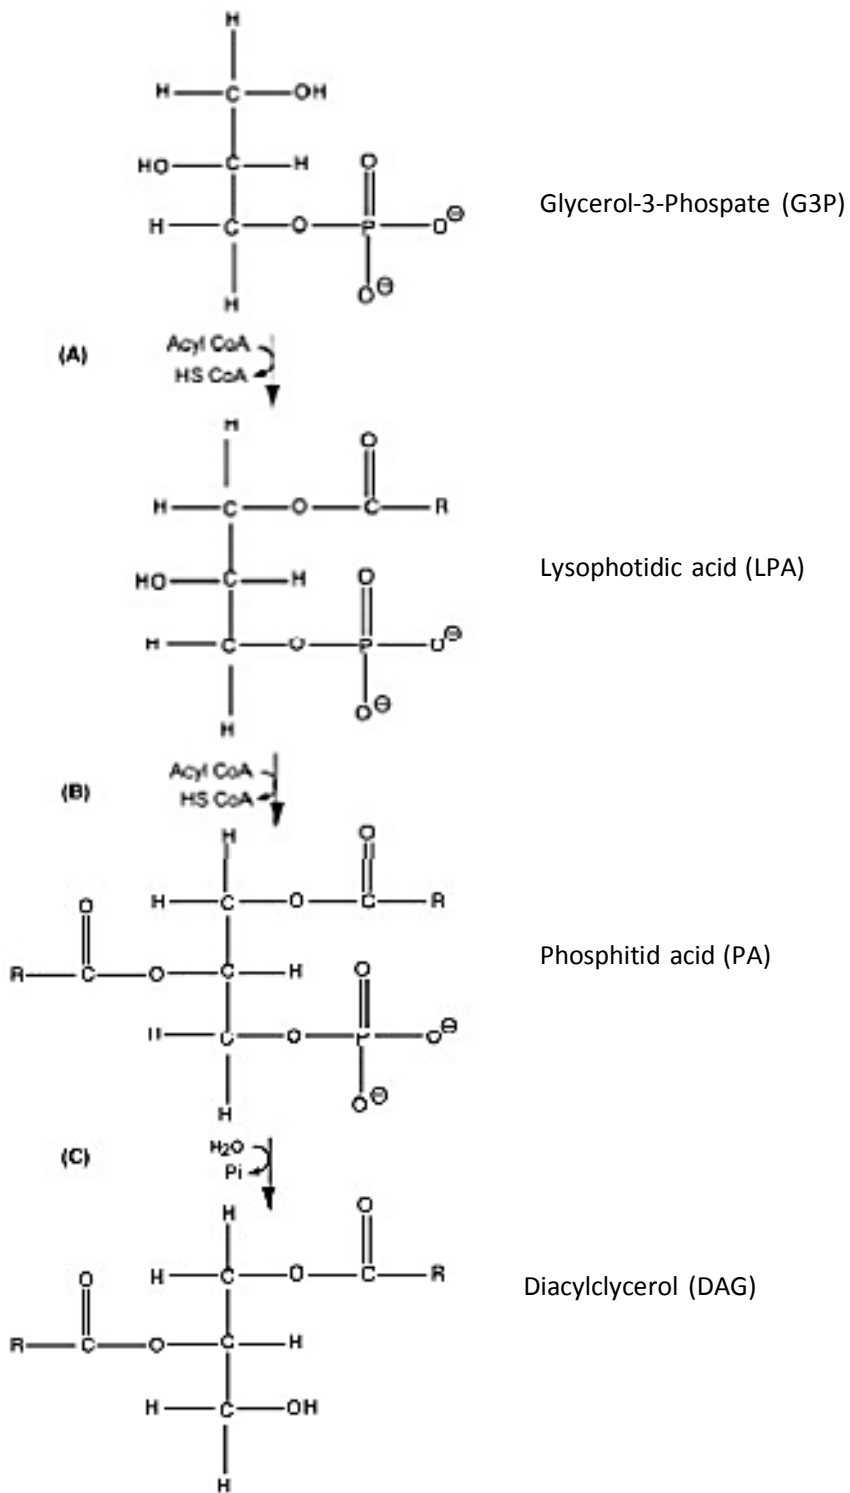 H
H C OH
HO C H O
Glycerol-3-Phospate (G3P)
H C O P O⊖
O⊖
H
(A) Acyl CoA
HS CoA
H
O
H C O C R
Lysophotidic acid (LPA)
HO C H O
H C O P O⊖
O⊖
H
(B) Acyl CoA
HS CoA
H O
O H C O C R
Phosphitid acid (PA)
R C O C H O
H C O P O⊖
O⊖
H
(C) H2O
Pi
H O
O H C O C R
Diacylclycerol (DAG)
R C O C H
H C OH
H